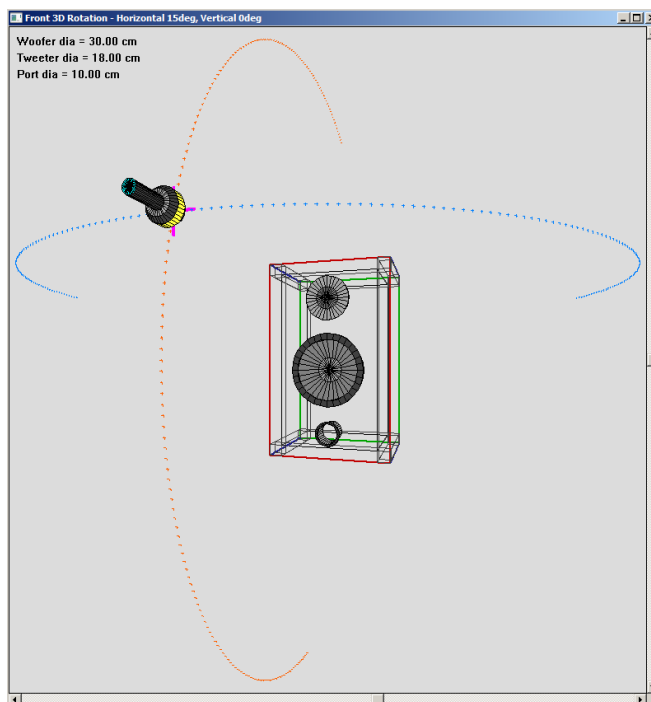 Front 3D Rotation - Horizontal 15deg, Vertical 0deg
Woofer dia = 30.00 cm
Tweeter dia = 18.00 cm
Port dia = 10.00 cm